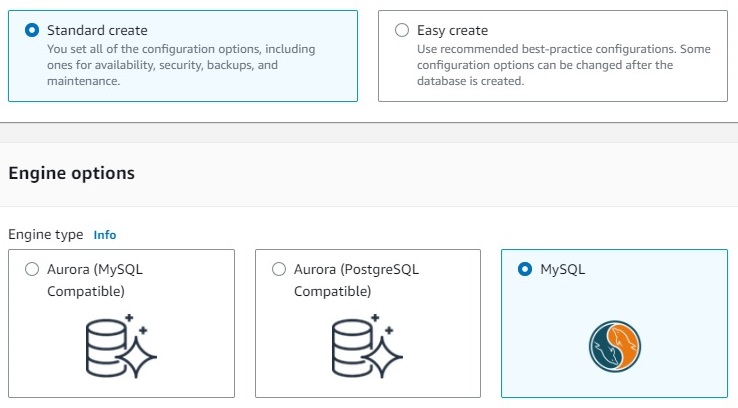 Standard create
You set all of the configuration options, including
ones for availability, security, backups, and
maintenance.
Easy create
Use recommended best-practice configurations. Some
configuration options can be changed after the
database is created.
Engine options
Engine type Info
Aurora (MySQL
Compatible)
Aurora (PostgreSQL
Compatible)
MySQL